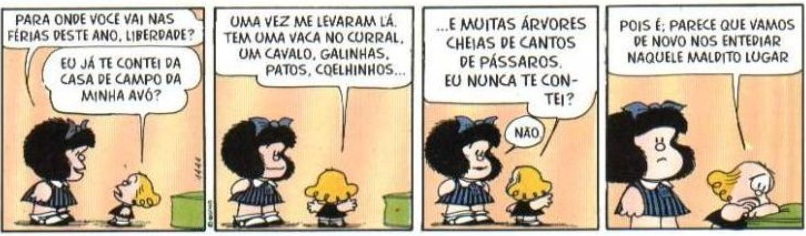 PARA ONDE VOCÊ VAI NAS
FÉRIAS DESTE ANO, LIBERDADE?
EU JÁ TE CONTEI DA
CASA DE CAMPO DA
MINHA AVÓ?
UMA VEZ ME LEVARAM LÁ.
TEM UMA VACA NO CURRAL,
UM CAVALO, GALINHAS,
PATOS, COELHINHOS...
...E MUITAS ÁRVORES
CHEIAS DE CANTOS
DE PÁSSAROS.
EU NUNCA TE CON-
TEI?
NÃO
POIS É; PARECE QUE VAMOS
DE NOVO NOS ENTEDIAR
NAQUELE MALDITO LUGAR